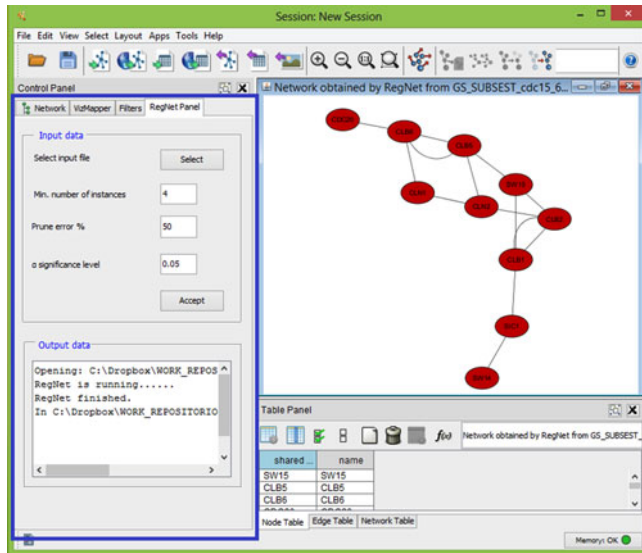 Session: New Session
File Edit View Select Layout Apps Tools Help
Control Panel
Network VizMapper Filters RegNet Panel
Input data
Select input file Select
Min. number of instances 4
Prune error % 50
α significance level 0.05
Accept
Output data
Opening: C:\Dropbox\WORK_REPOS
RegNet is running......
RegNet finished.
In C:\Dropbox\WORK_REPOSITORIO
Network obtained by RegNet from GS_SUBSEST_cdc15_6...
CLB1
Table Panel
f(x) Network obtained by RegNet from GS_SUBSEST_
shared ... name
SW15 SW15
CLB5 CLB5
CLB6 CLB6
Node Table Edge Table Network Table
Memory: OK